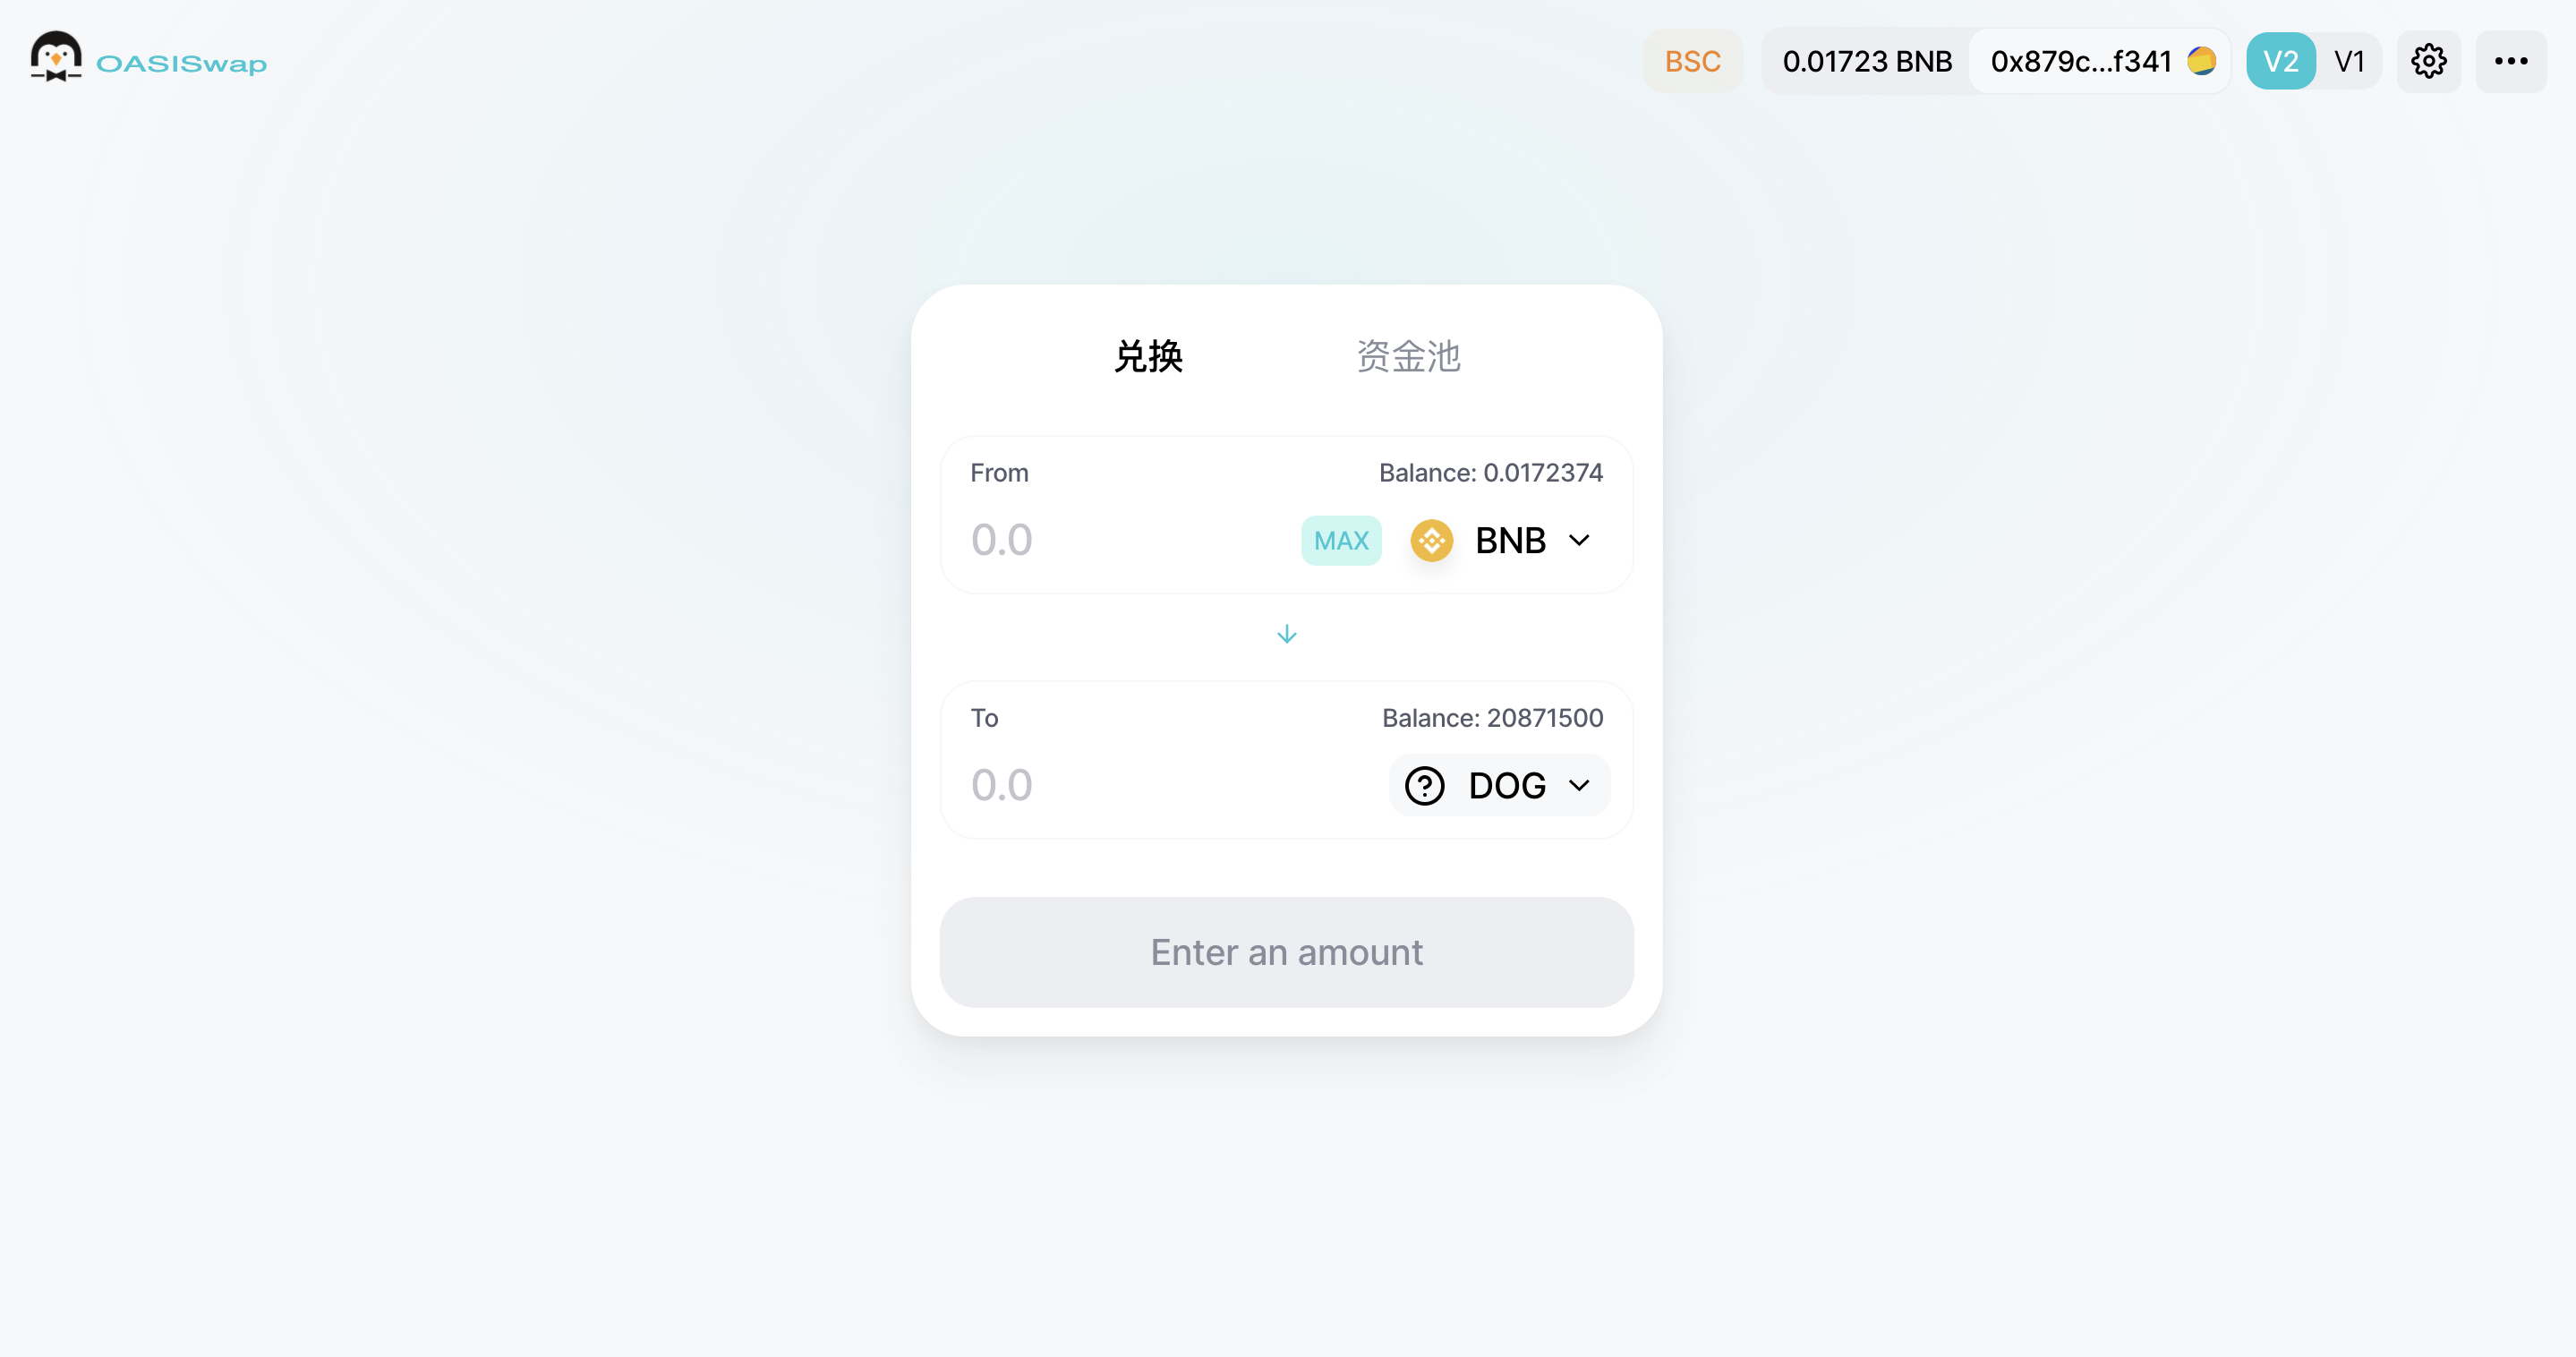 OASISwap
BSC
0.01723 BNB
0x879c...f341
V2
V1
兑换
资金池
From
Balance: 0.0172374
0.0
MAX
BNB
To
Balance: 20871500
0.0
DOG
Enter an amount